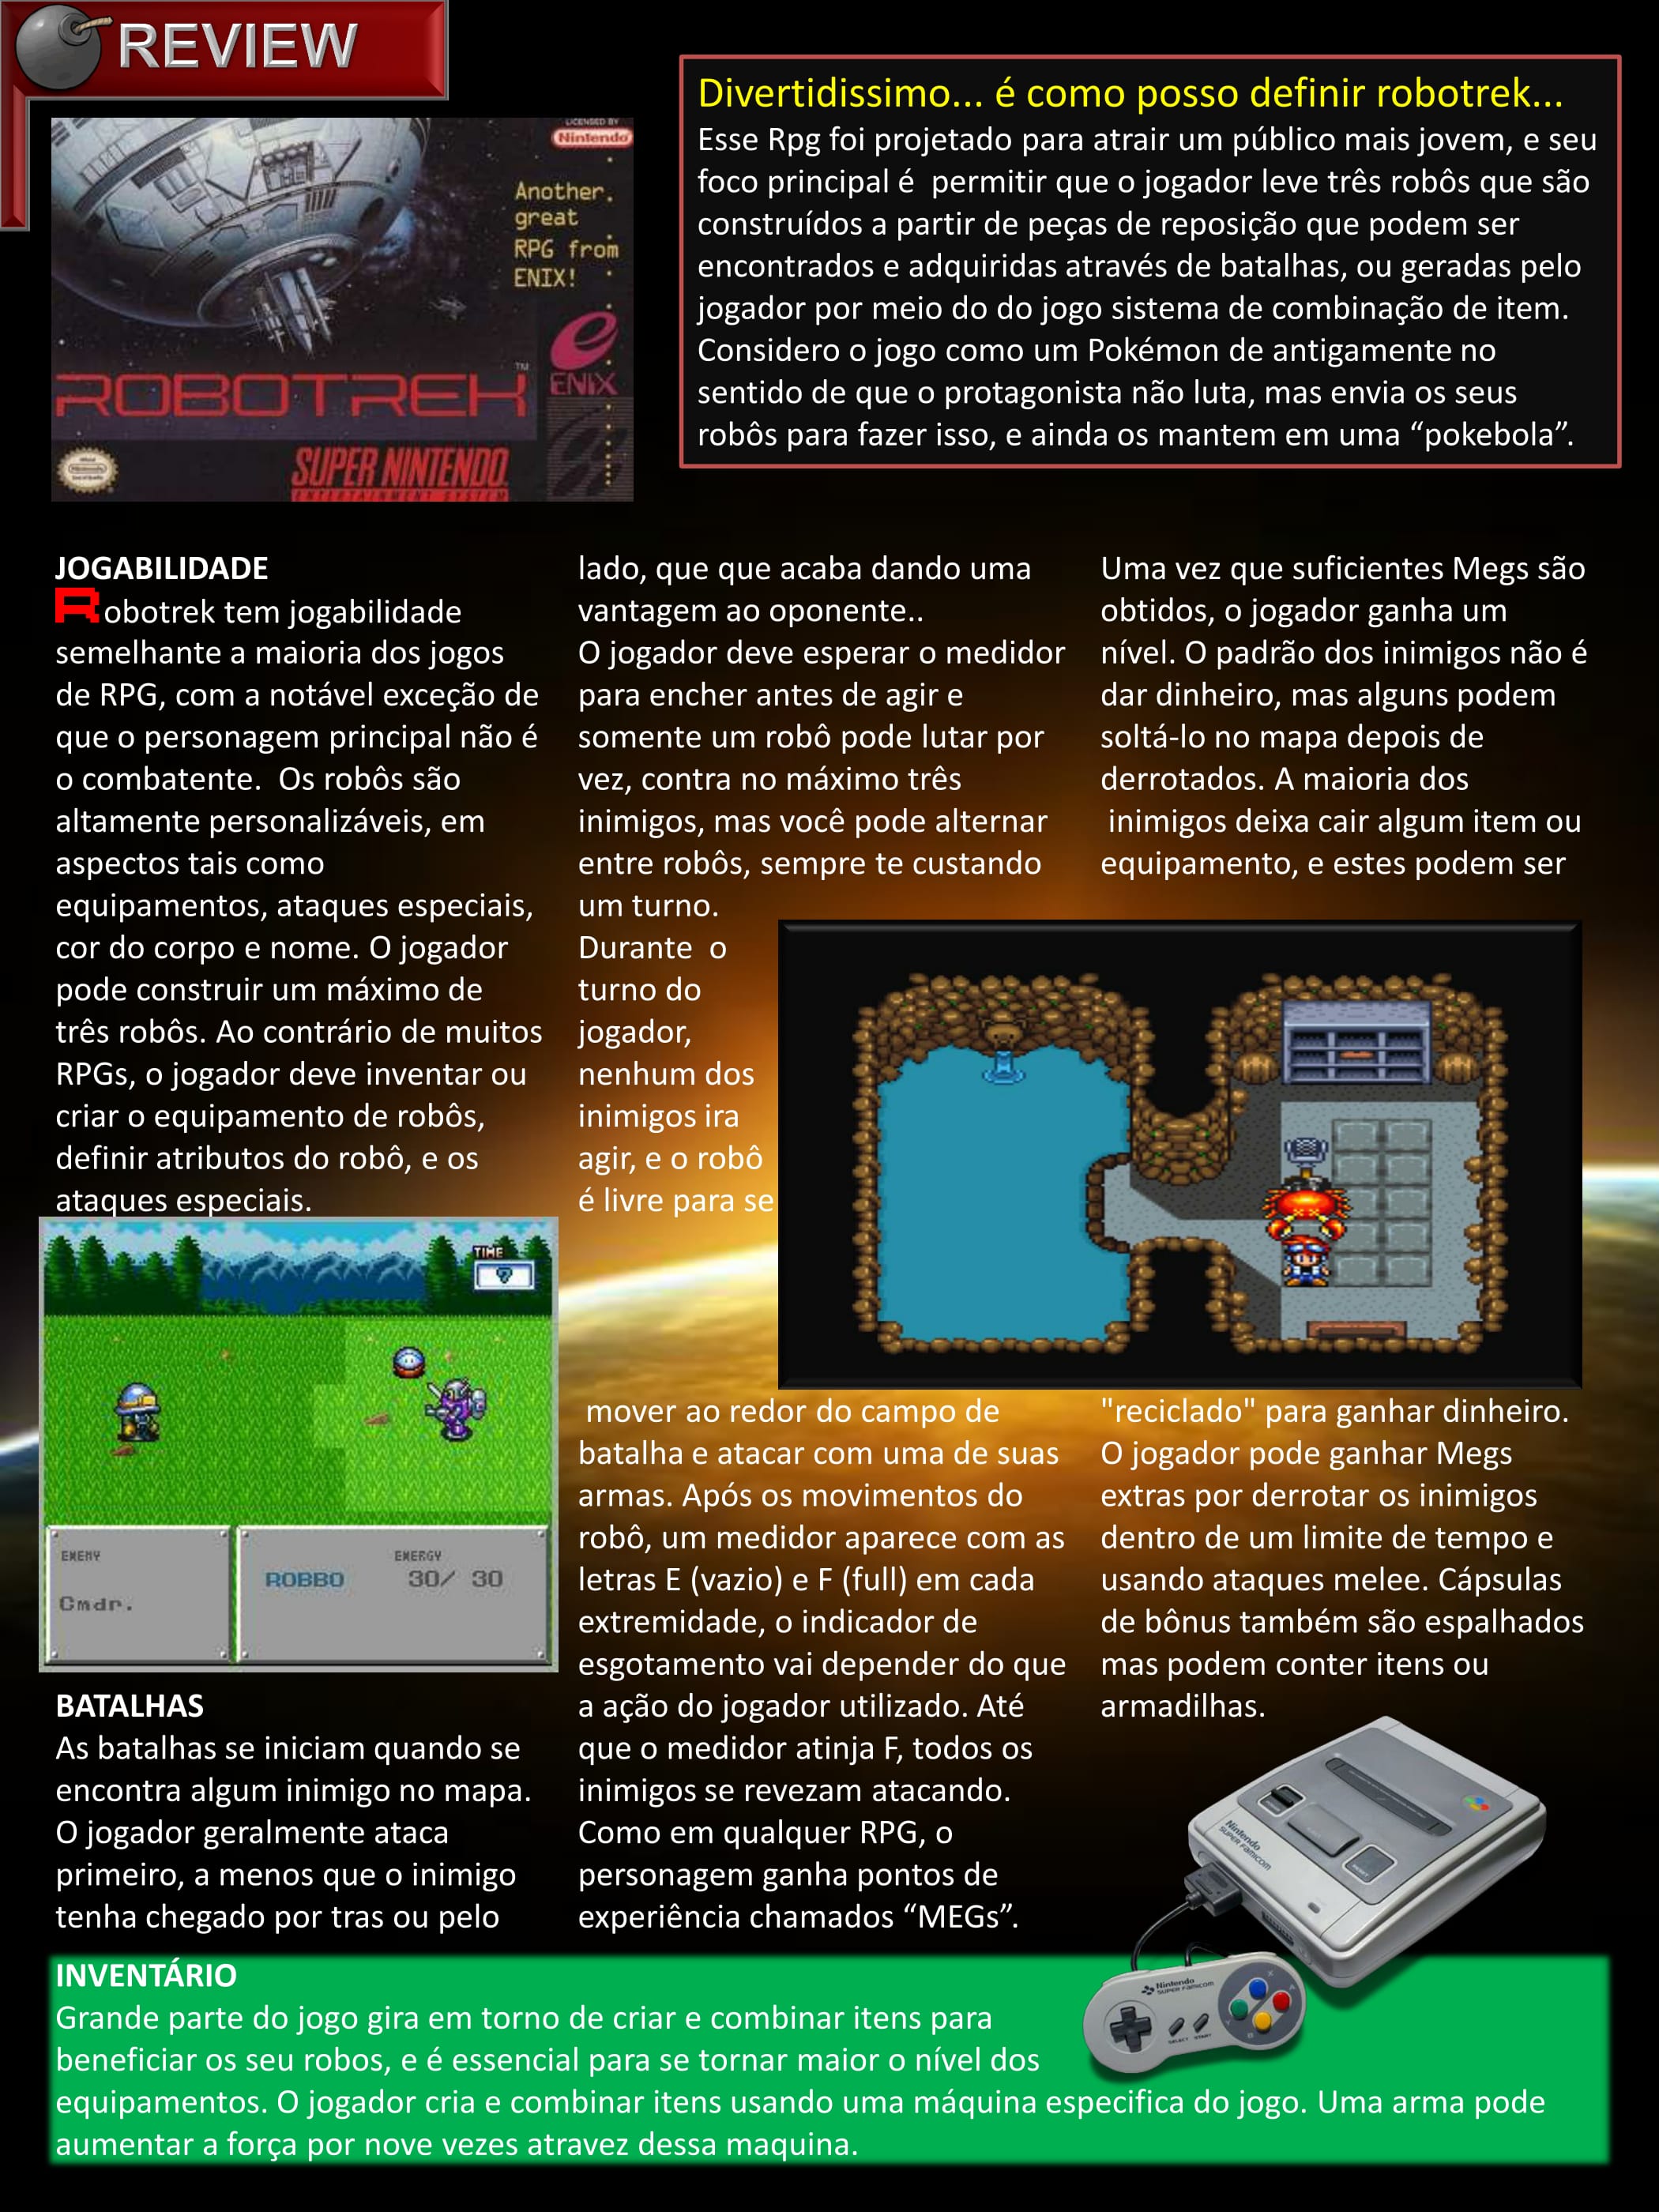 REVIEW
LICENSED BY
Nintendo
Another
great
RPG from
ENIX!
ROBOTREK
TM
ENIX
SUPER NINTENDO
ENTERTAINMENT SYSTEM
Divertidissimo... é como posso definir robotrek...
Esse Rpg foi projetado para atrair um público mais jovem, e seu
foco principal é  permitir que o jogador leve três robôs que são
construídos a partir de peças de reposição que podem ser
encontrados e adquiridas através de batalhas, ou geradas pelo
jogador por meio do do jogo sistema de combinação de item.
Considero o jogo como um Pokémon de antigamente no
sentido de que o protagonista não luta, mas envia os seus
robôs para fazer isso, e ainda os mantem em uma “pokebola”.
JOGABILIDADE
Robotrek tem jogabilidade
semelhante a maioria dos jogos
de RPG, com a notável exceção de
que o personagem principal não é
o combatente.  Os robôs são
altamente personalizáveis, em
aspectos tais como
equipamentos, ataques especiais,
cor do corpo e nome. O jogador
pode construir um máximo de
três robôs. Ao contrário de muitos
RPGs, o jogador deve inventar ou
criar o equipamento de robôs,
definir atributos do robô, e os
ataques especiais.
TIME
?
ENEMY
Cmdr.
ROBBO
ENERGY
30/ 30
BATALHAS
As batalhas se iniciam quando se
encontra algum inimigo no mapa.
O jogador geralmente ataca
primeiro, a menos que o inimigo
tenha chegado por tras ou pelo
lado, que que acaba dando uma
vantagem ao oponente..
O jogador deve esperar o medidor
para encher antes de agir e
somente um robô pode lutar por
vez, contra no máximo três
inimigos, mas você pode alternar
entre robôs, sempre te custando
um turno.
Durante  o
turno do
jogador,
nenhum dos
inimigos ira
agir, e o robô
é livre para se
mover ao redor do campo de
batalha e atacar com uma de suas
armas. Após os movimentos do
robô, um medidor aparece com as
letras E (vazio) e F (full) em cada
extremidade, o indicador de
esgotamento vai depender do que
a ação do jogador utilizado. Até
que o medidor atinja F, todos os
inimigos se revezam atacando.
Como em qualquer RPG, o
personagem ganha pontos de
experiência chamados “MEGs”.
Uma vez que suficientes Megs são
obtidos, o jogador ganha um
nível. O padrão dos inimigos não é
dar dinheiro, mas alguns podem
soltá-lo no mapa depois de
derrotados. A maioria dos
inimigos deixa cair algum item ou
equipamento, e estes podem ser
"reciclado" para ganhar dinheiro.
O jogador pode ganhar Megs
extras por derrotar os inimigos
dentro de um limite de tempo e
usando ataques melee. Cápsulas
de bônus também são espalhados
mas podem conter itens ou
armadilhas.
Nintendo
SUPER FAMICOM
Nintendo
SUPER FAMICOM
SELECT START
INVENTÁRIO
Grande parte do jogo gira em torno de criar e combinar itens para
beneficiar os seu robos, e é essencial para se tornar maior o nível dos
equipamentos. O jogador cria e combinar itens usando uma máquina especifica do jogo. Uma arma pode
aumentar a força por nove vezes atravez dessa maquina.